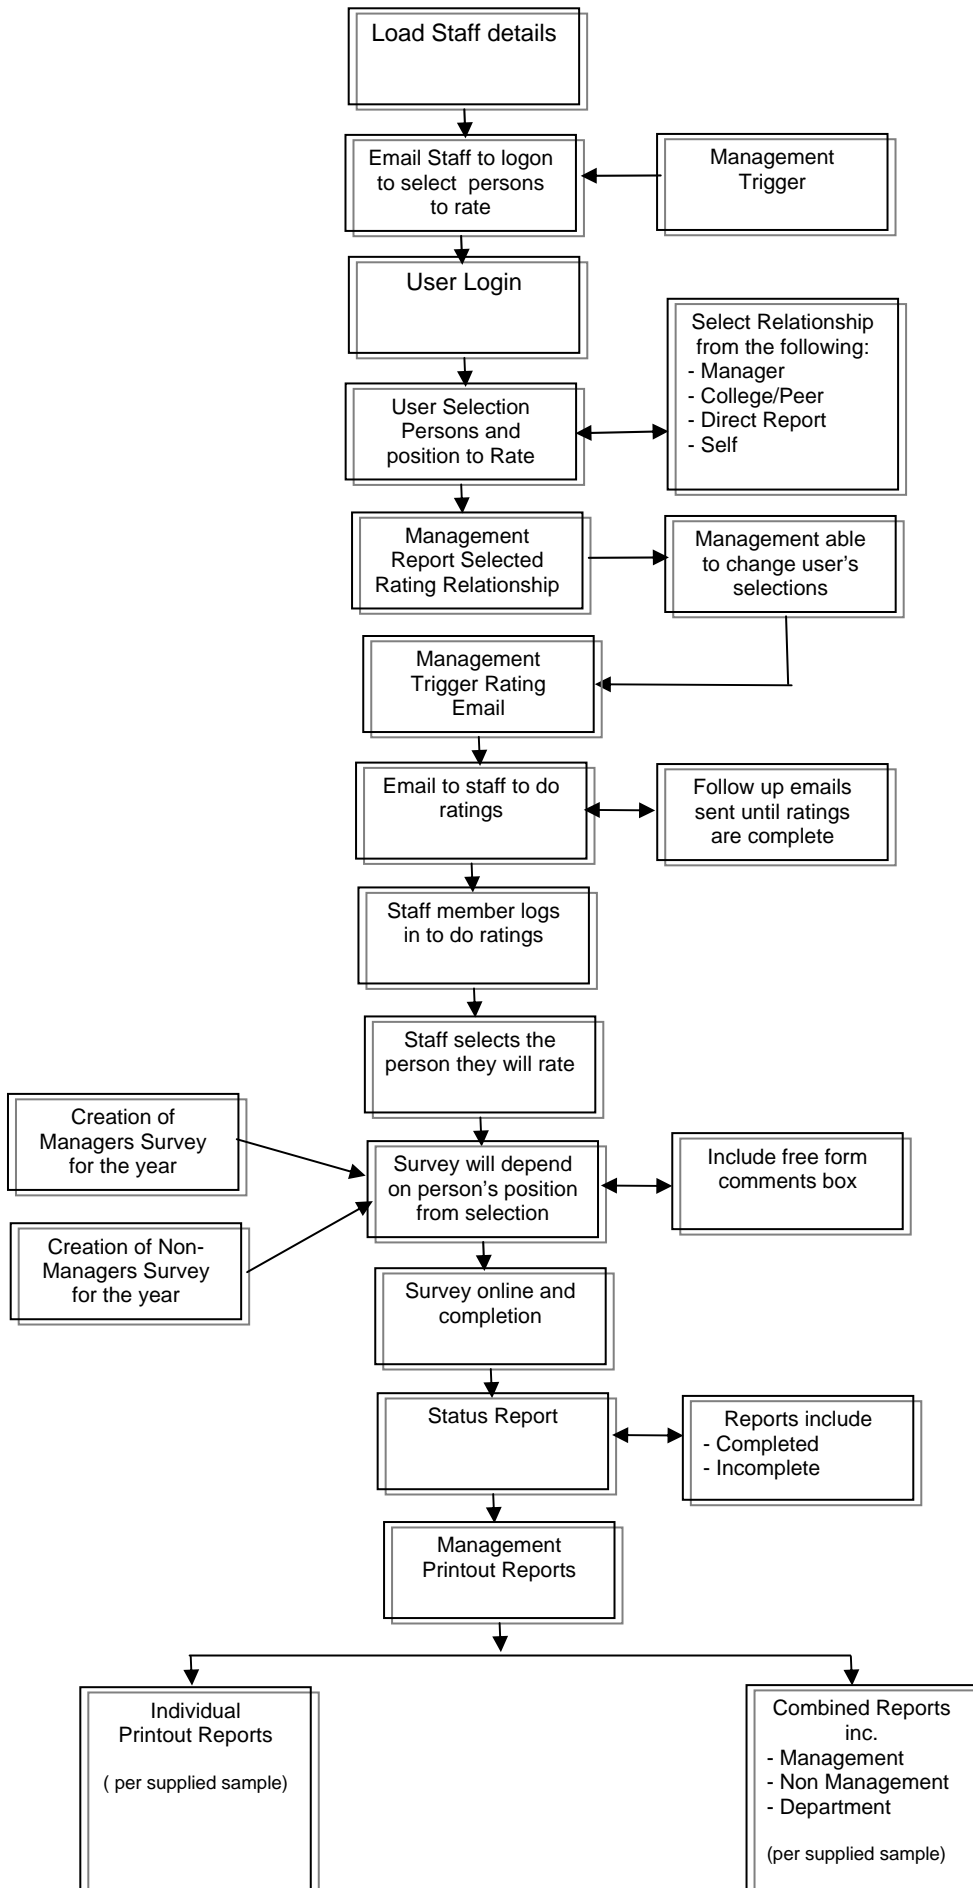 Load Staff details
Email Staff to logon
to select  persons
to rate
Management
Trigger
User Login
Select Relationship
from the following:
- Manager
- College/Peer
- Direct Report
- Self
User Selection
Persons and
position to Rate
Management
Report Selected
Rating Relationship
Management able
to change user’s
selections
Management
Trigger Rating
Email
Email to staff to do
ratings
Follow up emails
sent until ratings
are complete
Staff member logs
in to do ratings
Staff selects the
person they will rate
Creation of
Managers Survey
for the year
Survey will depend
on person’s position
from selection
Include free form
comments box
Creation of Non-
Managers Survey
for the year
Survey online and
completion
Status Report
Reports include
- Completed
- Incomplete
Management
Printout Reports
Individual
Printout Reports
( per supplied sample)
Combined Reports
inc.
- Management
- Non Management
- Department
(per supplied sample)